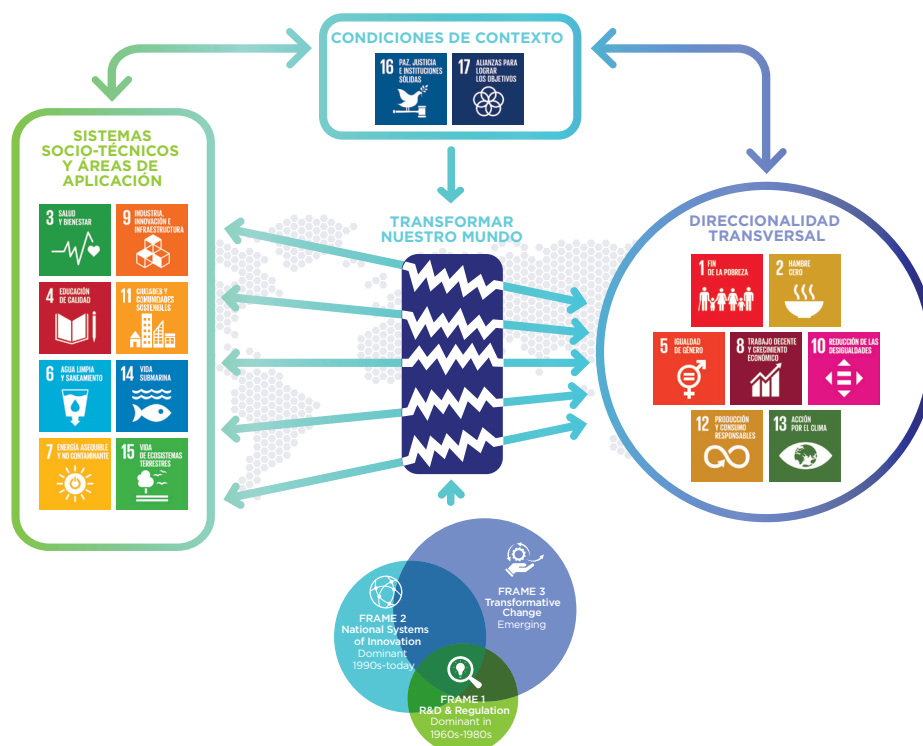 CONDICIONES DE CONTEXTO
16 PAZ, JUSTICIA
E INSTITUCIONES
SÓLIDAS
17 ALIANZAS PARA
LOGRAR
LOS OBJETIVOS
SISTEMAS
SOCIO-TÉCNICOS
Y ÁREAS DE
APLICACIÓN
3 SALUD
Y BIENESTAR
9 INDUSTRIA,
INNOVACIÓN E
INFRAESTRUCTURA
4 EDUCACIÓN
DE CALIDAD
11 CIUDADES Y
COMUNIDADES
SOSTENIBLES
6 AGUA LIMPIA
Y SANEAMIENTO
14 VIDA
SUBMARINA
7 ENERGÍA ASEQUIBLE
Y NO CONTAMINANTE
15 VIDA
DE ECOSISTEMAS
TERRESTRES
TRANSFORMAR
NUESTRO MUNDO
DIRECCIONALIDAD
TRANSVERSAL
1 FIN
DE LA POBREZA
2 HAMBRE
CERO
5 IGUALDAD
DE GÉNERO
8 TRABAJO DECENTE
Y CRECIMIENTO
ECONÓMICO
10 REDUCCIÓN DE LAS
DESIGUALDADES
12 PRODUCCIÓN
Y CONSUMO
RESPONSABLES
13 ACCIÓN
POR EL CLIMA
FRAME 3
Transformative
Change
Emerging
FRAME 2
National Systems
of Innovation
Dominant
1990s-today
FRAME 1
R&D & Regulation
Dominant in
1960s-1980s